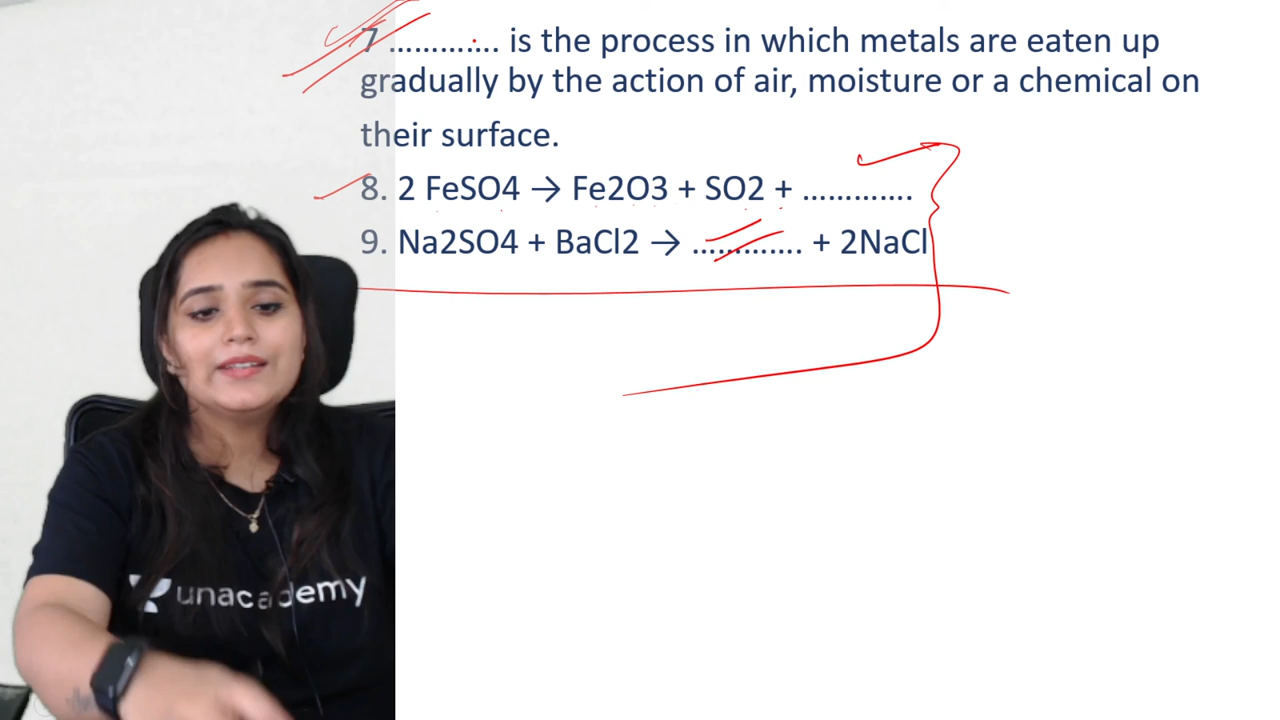 7 ............. is the process in which metals are eaten up
gradually by the action of air, moisture or a chemical on
their surface.
8. 2 FeSO4 → Fe2O3 + SO2 + .............
9. Na2SO4 + BaCl2 → ............. + 2NaCl
unacademy